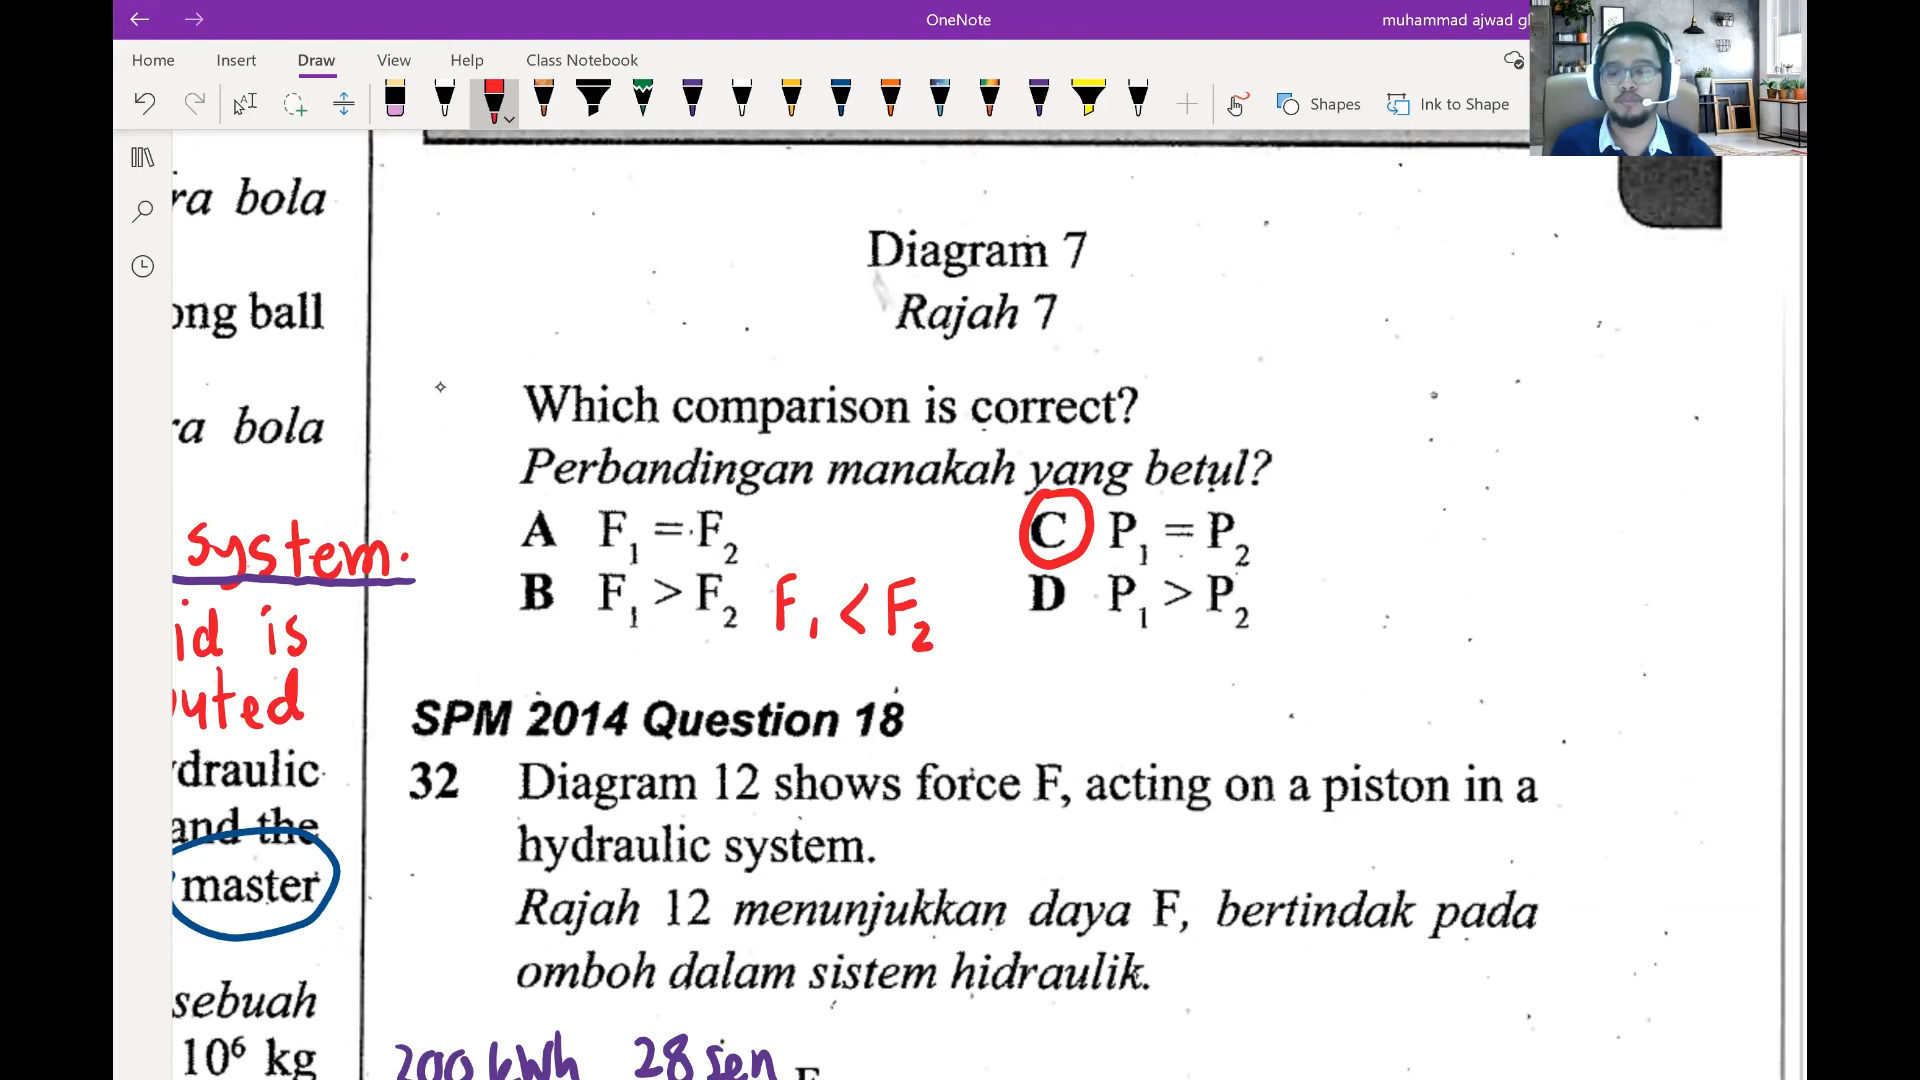 OneNote
muhammad ajwad
Home Insert Draw View Help Class Notebook
Shapes Ink to Shape
ra bola
ong ball
ra bola
system.
id is
uted
draulic
and the
master
sebuah
10⁶ kg
Diagram 7
Rajah 7
Which comparison is correct?
Perbandingan manakah yang betul?
A F₁ = F₂ C P₁ = P₂
B F₁ > F₂ F₁ < F₂ D P₁ > P₂
SPM 2014 Question 18
32 Diagram 12 shows force F, acting on a piston in a
hydraulic system.
Rajah 12 menunjukkan daya F, bertindak pada
omboh dalam sistem hidraulik.
200 kWh 28 sen F